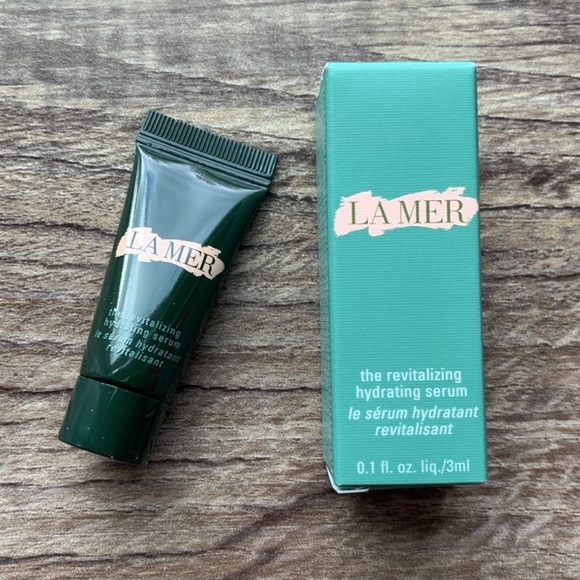 LA MER
the revitalizing
hydrating serum
le sérum hydratant
revitalisant
LA MER
the revitalizing
hydrating serum
le sérum hydratant
revitalisant
0.1 fl. oz. liq./3ml